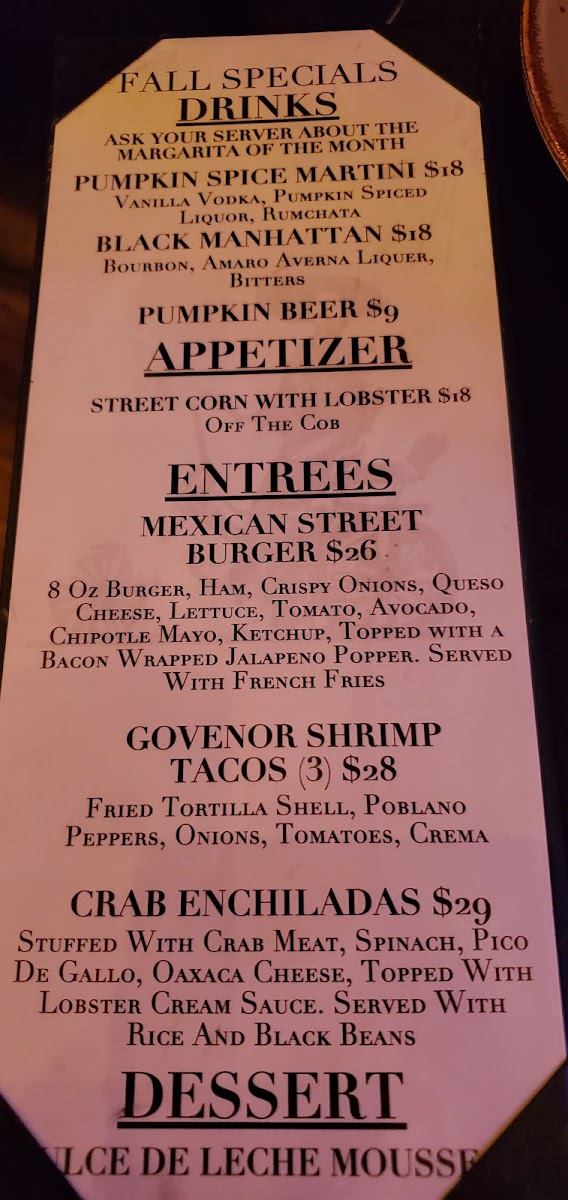 FALL SPECIALS
DRINKS
ASK YOUR SERVER ABOUT THE
MARGARITA OF THE MONTH
PUMPKIN SPICE MARTINI $18
VANILLA VODKA, PUMPKIN SPICED
LIQUOR, RUMCHATA
BLACK MANHATTAN $18
BOURBON, AMARO AVERNA LIQUER,
BITTERS
PUMPKIN BEER $9
APPETIZER
STREET CORN WITH LOBSTER $18
OFF THE COB
ENTREES
MEXICAN STREET
BURGER $26
8 OZ BURGER, HAM, CRISPY ONIONS, QUESO
CHEESE, LETTUCE, TOMATO, AVOCADO,
CHIPOTLE MAYO, KETCHUP, TOPPED WITH A
BACON WRAPPED JALAPENO POPPER. SERVED
WITH FRENCH FRIES
GOVENOR SHRIMP
TACOS (3) $28
FRIED TORTILLA SHELL, POBLANO
PEPPERS, ONIONS, TOMATOES, CREMA
CRAB ENCHILADAS $29
STUFFED WITH CRAB MEAT, SPINACH, PICO
DE GALLO, OAXACA CHEESE, TOPPED WITH
LOBSTER CREAM SAUCE. SERVED WITH
RICE AND BLACK BEANS
DESSERT
ULCE DE LECHE MOUSSE